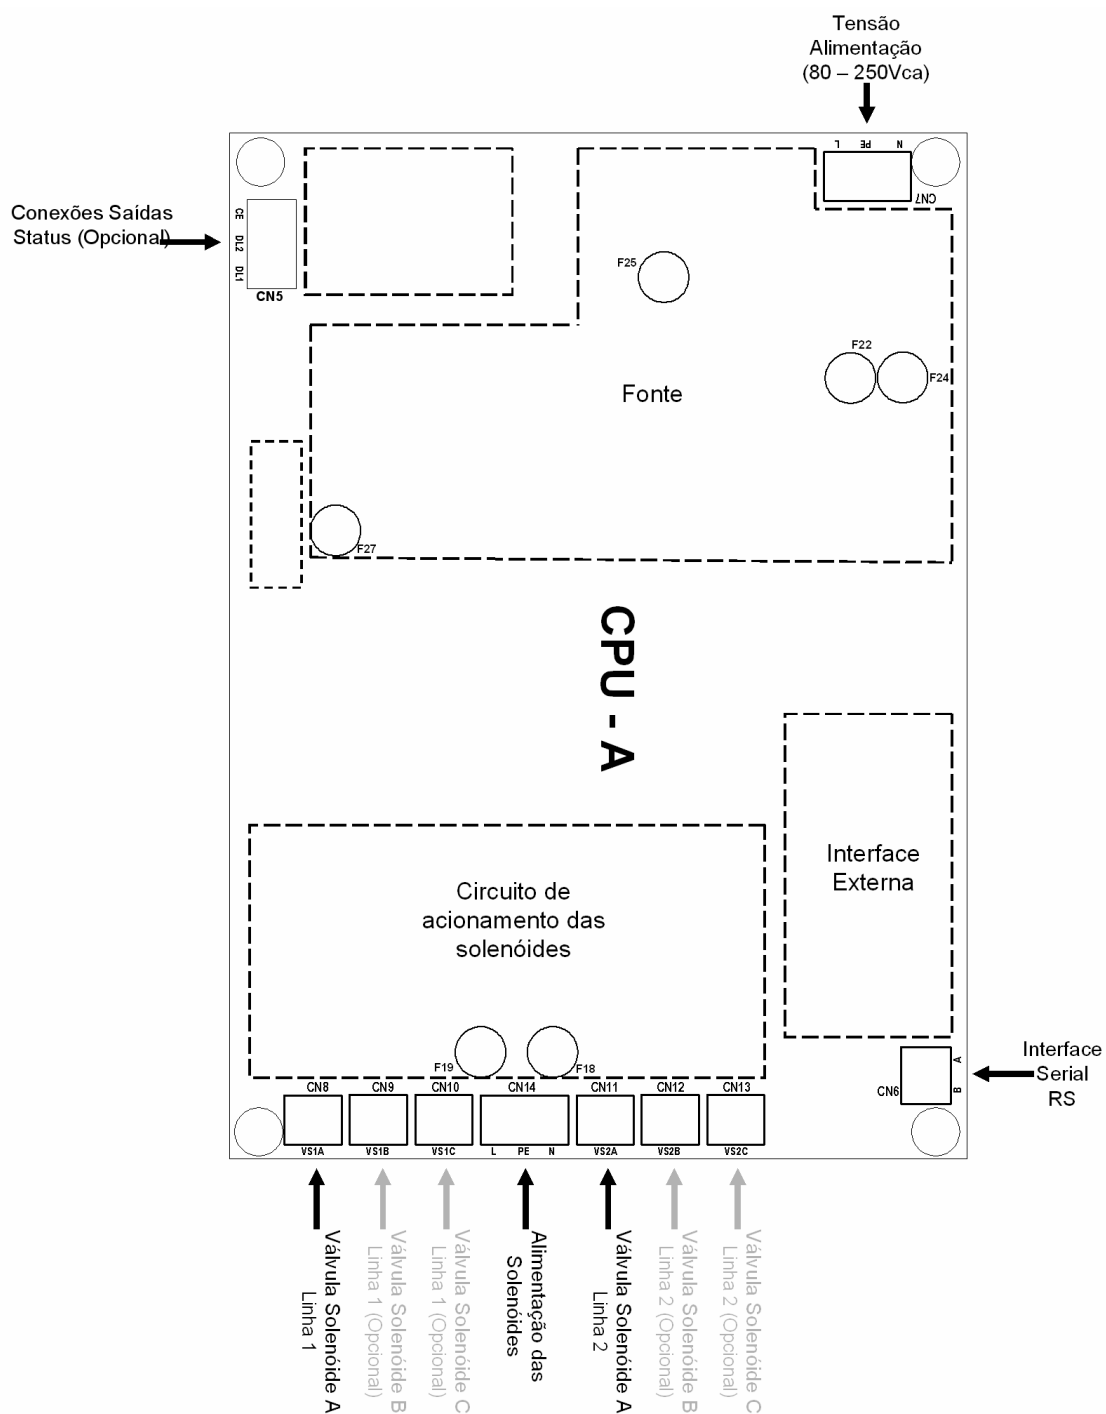 Tensão
Alimentação
(80 – 250Vca)
L PE N
CN7
Conexões Saídas
Status (Opcional)
CE
DL2
DL1
CN5
F25
F22
F24
Fonte
F27
CPU - A
Interface
Externa
Circuito de
acionamento das
solenóides
F19
F18
Interface
Serial
RS
A
B
CN6
CN8 CN9 CN10 CN14 CN11 CN12 CN13
VS1A VS1B VS1C L PE N VS2A VS2B VS2C
Válvula Solenóide A
Linha 1
Válvula Solenóide B
Linha 1 (Opcional)
Válvula Solenóide C
Linha 1 (Opcional)
Alimentação das
Solenóides
Válvula Solenóide A
Linha 2
Válvula Solenóide B
Linha 2 (Opcional)
Válvula Solenóide C
Linha 2 (Opcional)